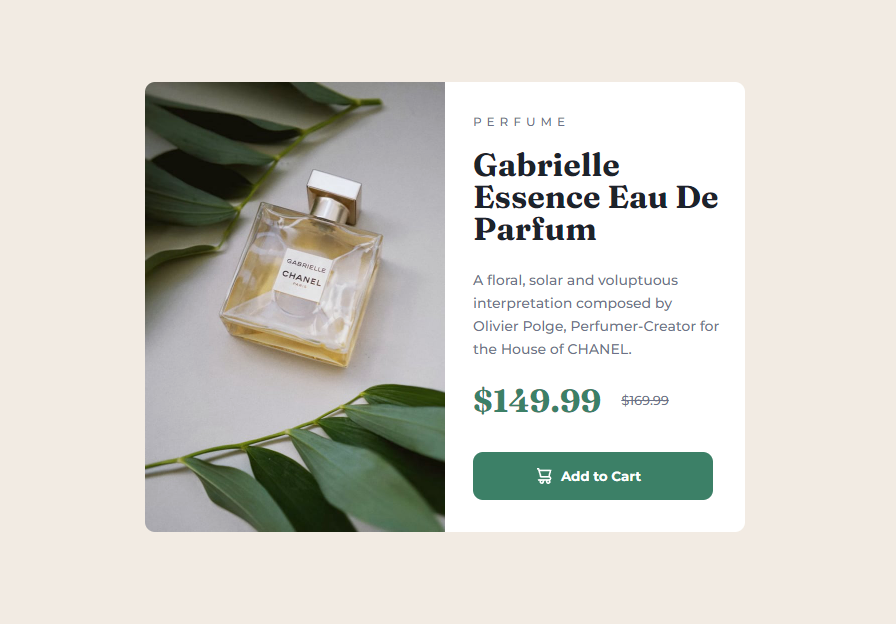 GABRIELLE
CHANEL
PARIS
PERFUME
Gabrielle
Essence Eau De
Parfum
A floral, solar and voluptuous
interpretation composed by
Olivier Polge, Perfumer-Creator for
the House of CHANEL.
$149.99 $169.99
Add to Cart